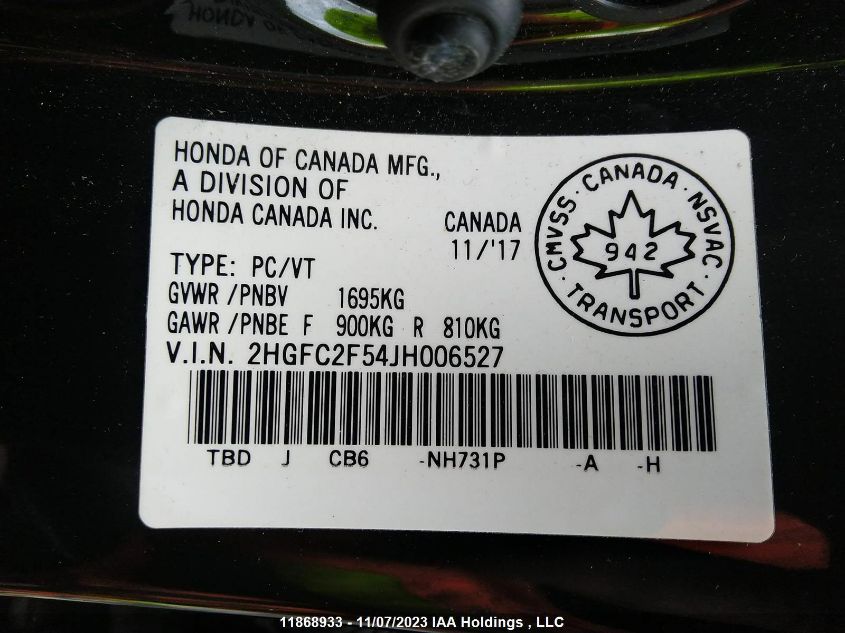 HONDA OF CANADA MFG.,
A DIVISION OF
HONDA CANADA INC.
CANADA
11/'17
TYPE: PC/VT
GVWR /PNBV 1695KG
GAWR /PNBE F 900KG R 810KG
V.I.N. 2HGFC2F54JH006527
TBD J CB6 -NH731P -A -H
CMVSS · CANADA · NSVAC
942
TRANSPORT
11868933 - 11/07/2023 IAA Holdings , LLC